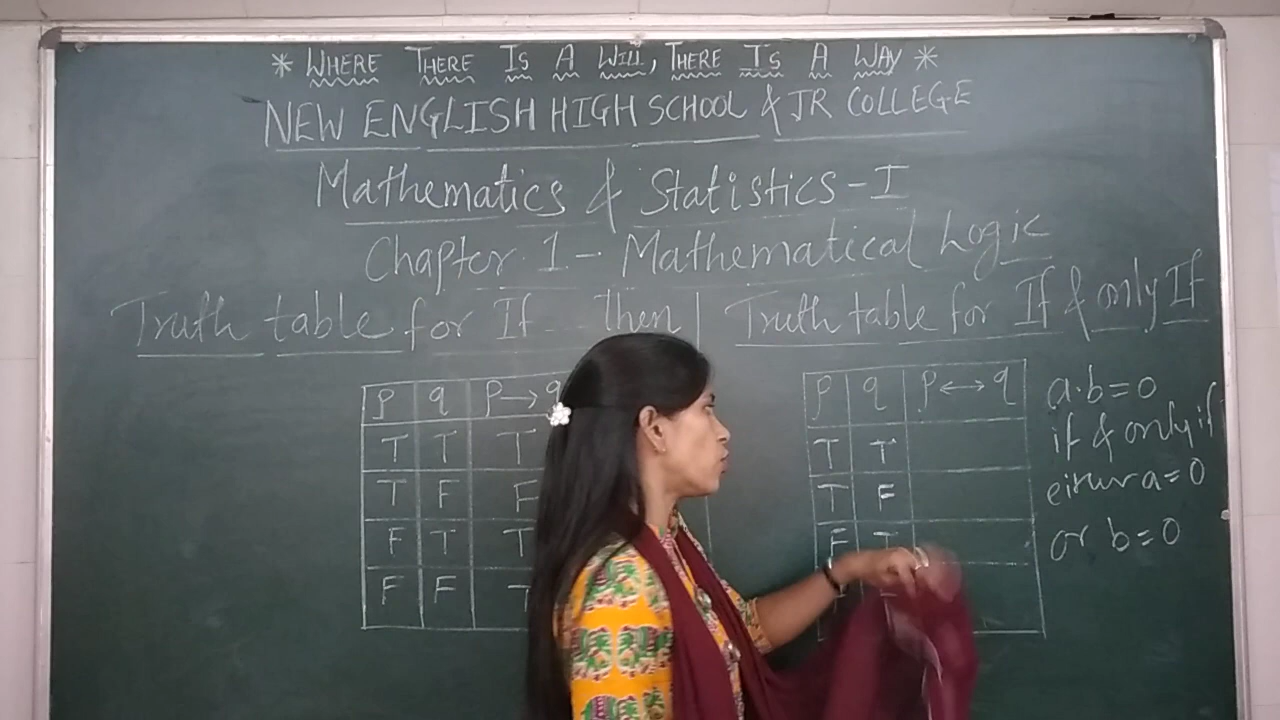 * WHERE THERE IS A WILL, THERE IS A WAY *
NEW ENGLISH HIGH SCHOOL & JR COLLEGE
Mathematics & Statistics - I
Chapter 1 - Mathematical Logic
Truth table for If... then | Truth table for If & only If
p q p→q
T T T
T F F
F T T
F F T
p q p↔q
T T
T F
F T
a·b=0
if & only if
either a=0
or b=0